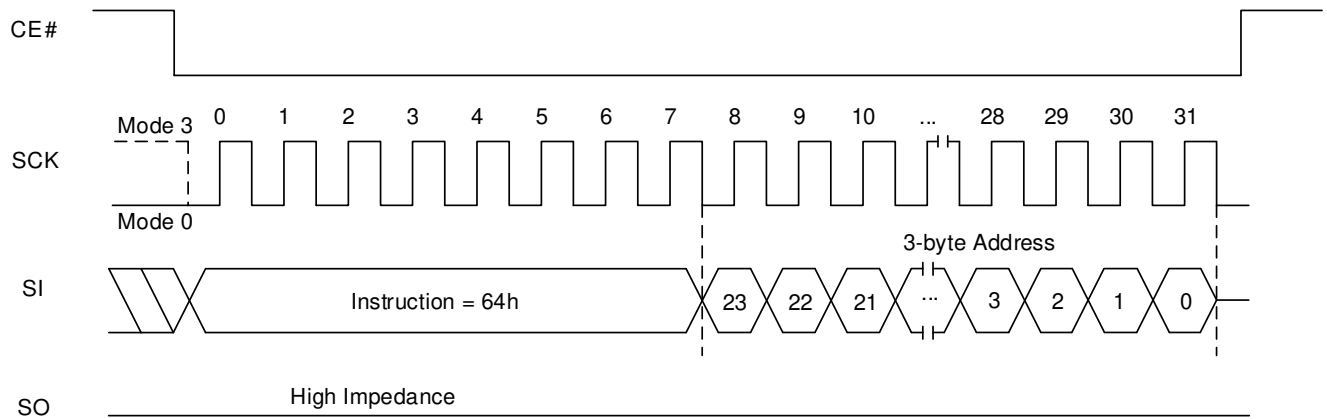 CE#
SCK
Mode 3
0 1 2 3 4 5 6 7 8 9 10 ... 28 29 30 31
Mode 0
3-byte Address
SI
Instruction = 64h
23 22 21 ... 3 2 1 0
SO
High Impedance